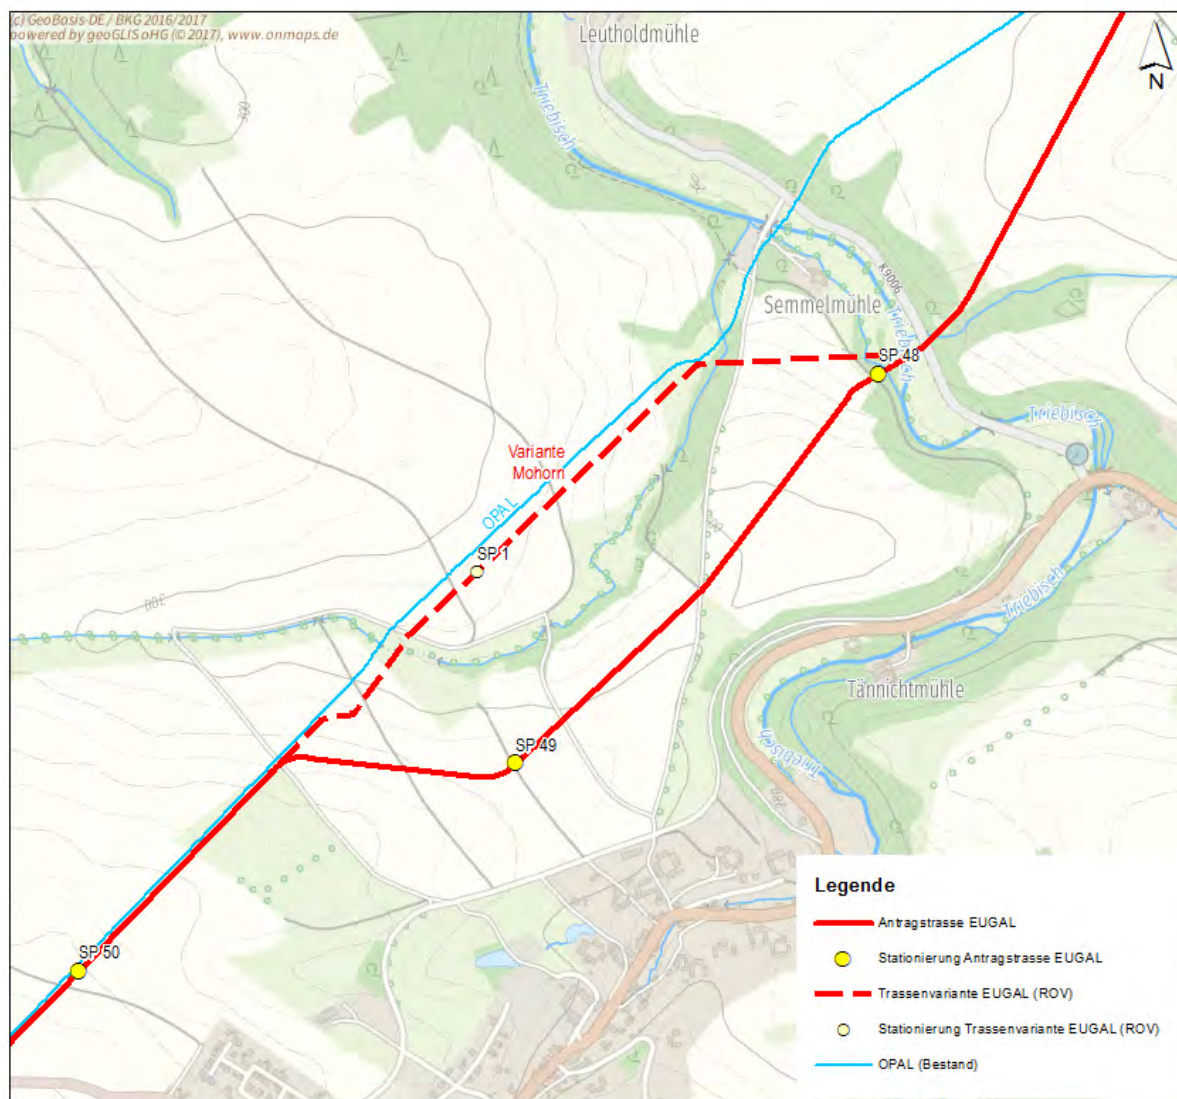 (c) GeoBasis-DE / BKG 2016/2017
powered by geoGLIS oHG (© 2017), www.onmaps.de
Leutholdmühle
N
Triebisch
K9006
Semmelmühle
Triebisch
SP 48
Triebisch
Variante
Mohorn
OPAL
SP 1
300
Triebisch
Tännichtmühle
SP 49
Triebisch
SP 50
Legende
Antragstrasse EUGAL
Stationierung Antragstrasse EUGAL
Trassenvariante EUGAL (ROV)
Stationierung Trassenvariante EUGAL (ROV)
OPAL (Bestand)